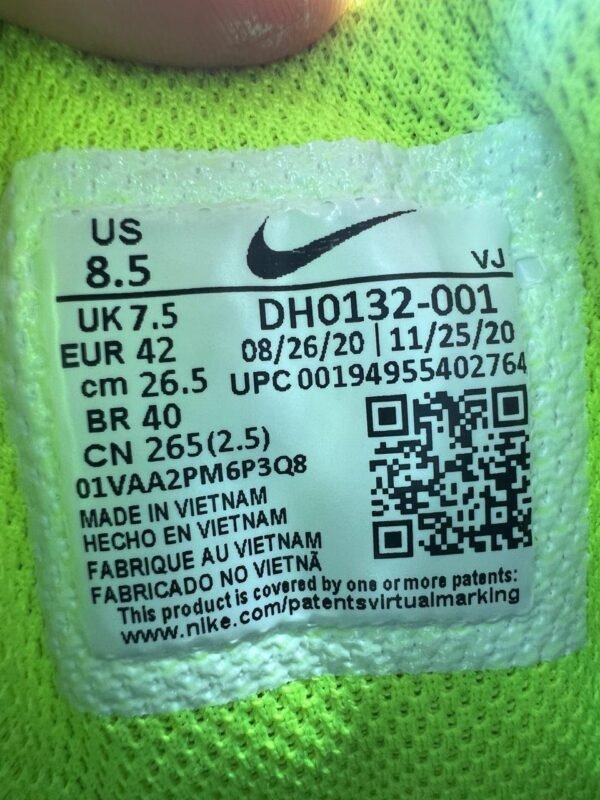 US
8.5
VJ
UK 7.5
DH0132-001
EUR 42
08/26/20 | 11/25/20
cm 26.5
UPC 00194955402764
BR 40
CN 265(2.5)
01VAA2PM6P3Q8
MADE IN VIETNAM
HECHO EN VIETNAM
FABRIQUE AU VIETNAM
FABRICADO NO VIETNÃ
This product is covered by one or more patents:
www.nike.com/patentsvirtualmarking